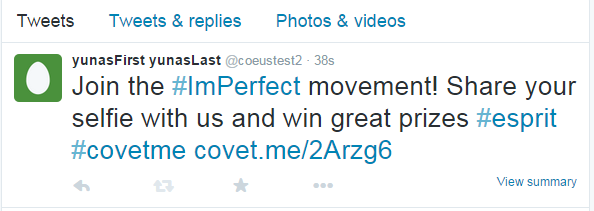 Tweets Tweets & replies Photos & videos
yunasFirst yunasLast @coeustest2 · 38s
Join the #ImPerfect movement! Share your
selfie with us and win great prizes #esprit
#covetme covet.me/2Arzg6
View summary